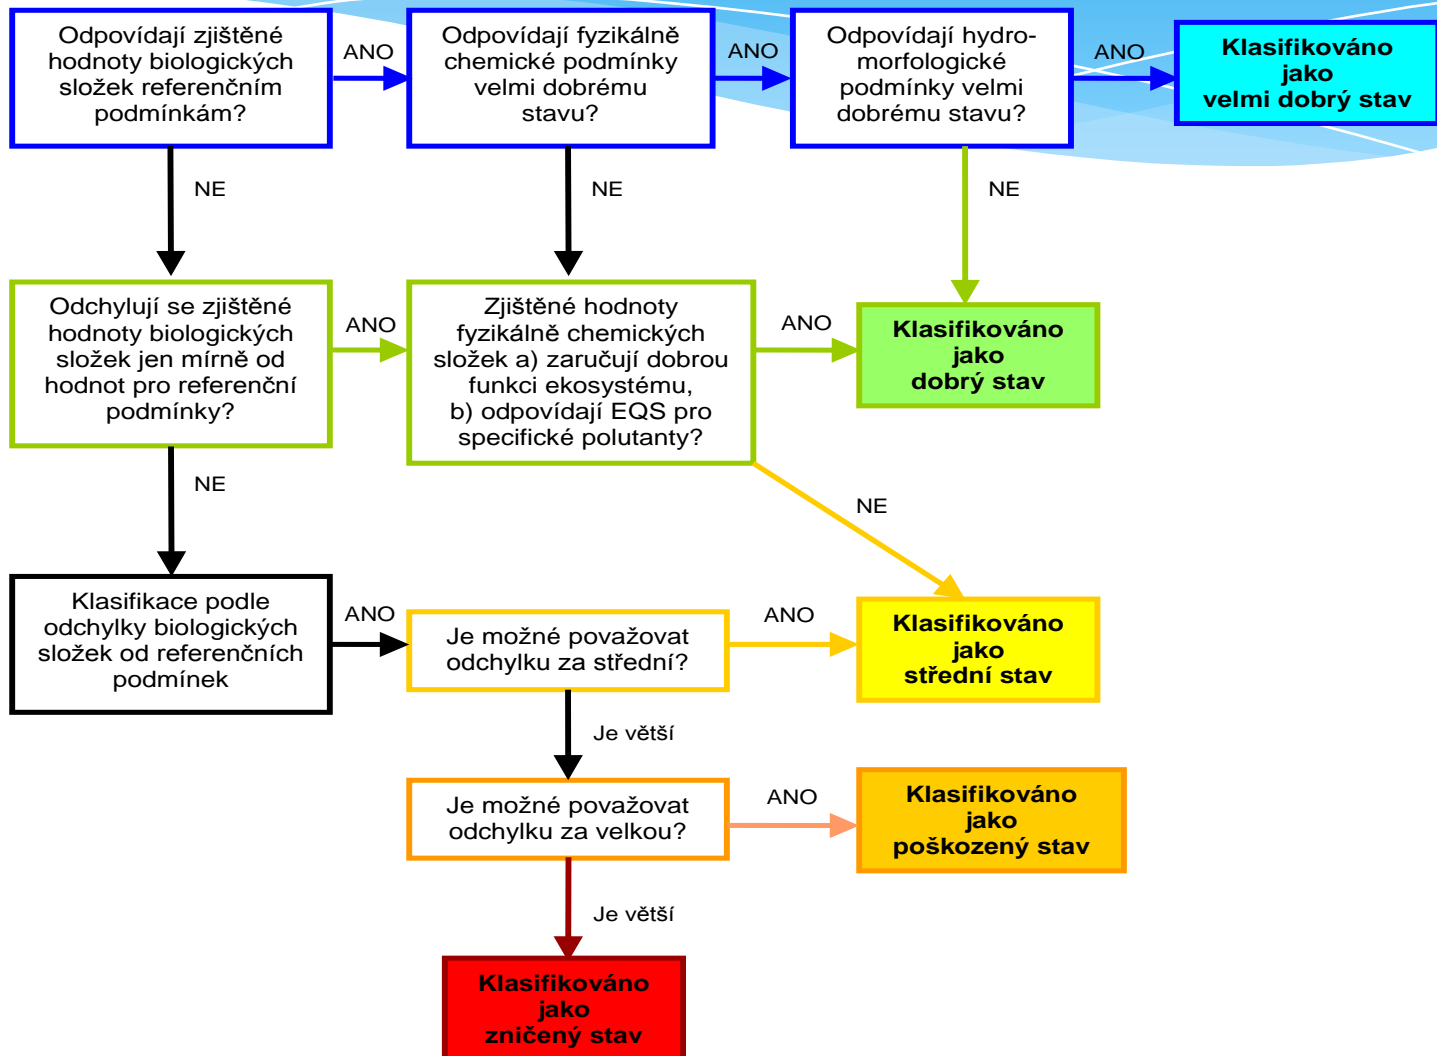 Odpovídají zjištěné
hodnoty biologických
složek referenčním
podmínkám?
ANO
Odpovídají fyzikálně
chemické podmínky
velmi dobrému
stavu?
ANO
Odpovídají hydro-
morfologické
podmínky velmi
dobrému stavu?
ANO
Klasifikováno
jako
velmi dobrý stav
NE
NE
NE
Odchylují se zjištěné
hodnoty biologických
složek jen mírně od
hodnot pro referenční
podmínky?
ANO
Zjištěné hodnoty
fyzikálně chemických
složek a) zaručují dobrou
funkci ekosystému,
b) odpovídají EQS pro
specifické polutanty?
ANO
Klasifikováno
jako
dobrý stav
NE
NE
Klasifikace podle
odchylky biologických
složek od referenčních
podmínek
ANO
Je možné považovat
odchylku za střední?
ANO
Klasifikováno
jako
střední stav
Je větší
Je možné považovat
odchylku za velkou?
ANO
Klasifikováno
jako
poškozený stav
Je větší
Klasifikováno
jako
zničený stav